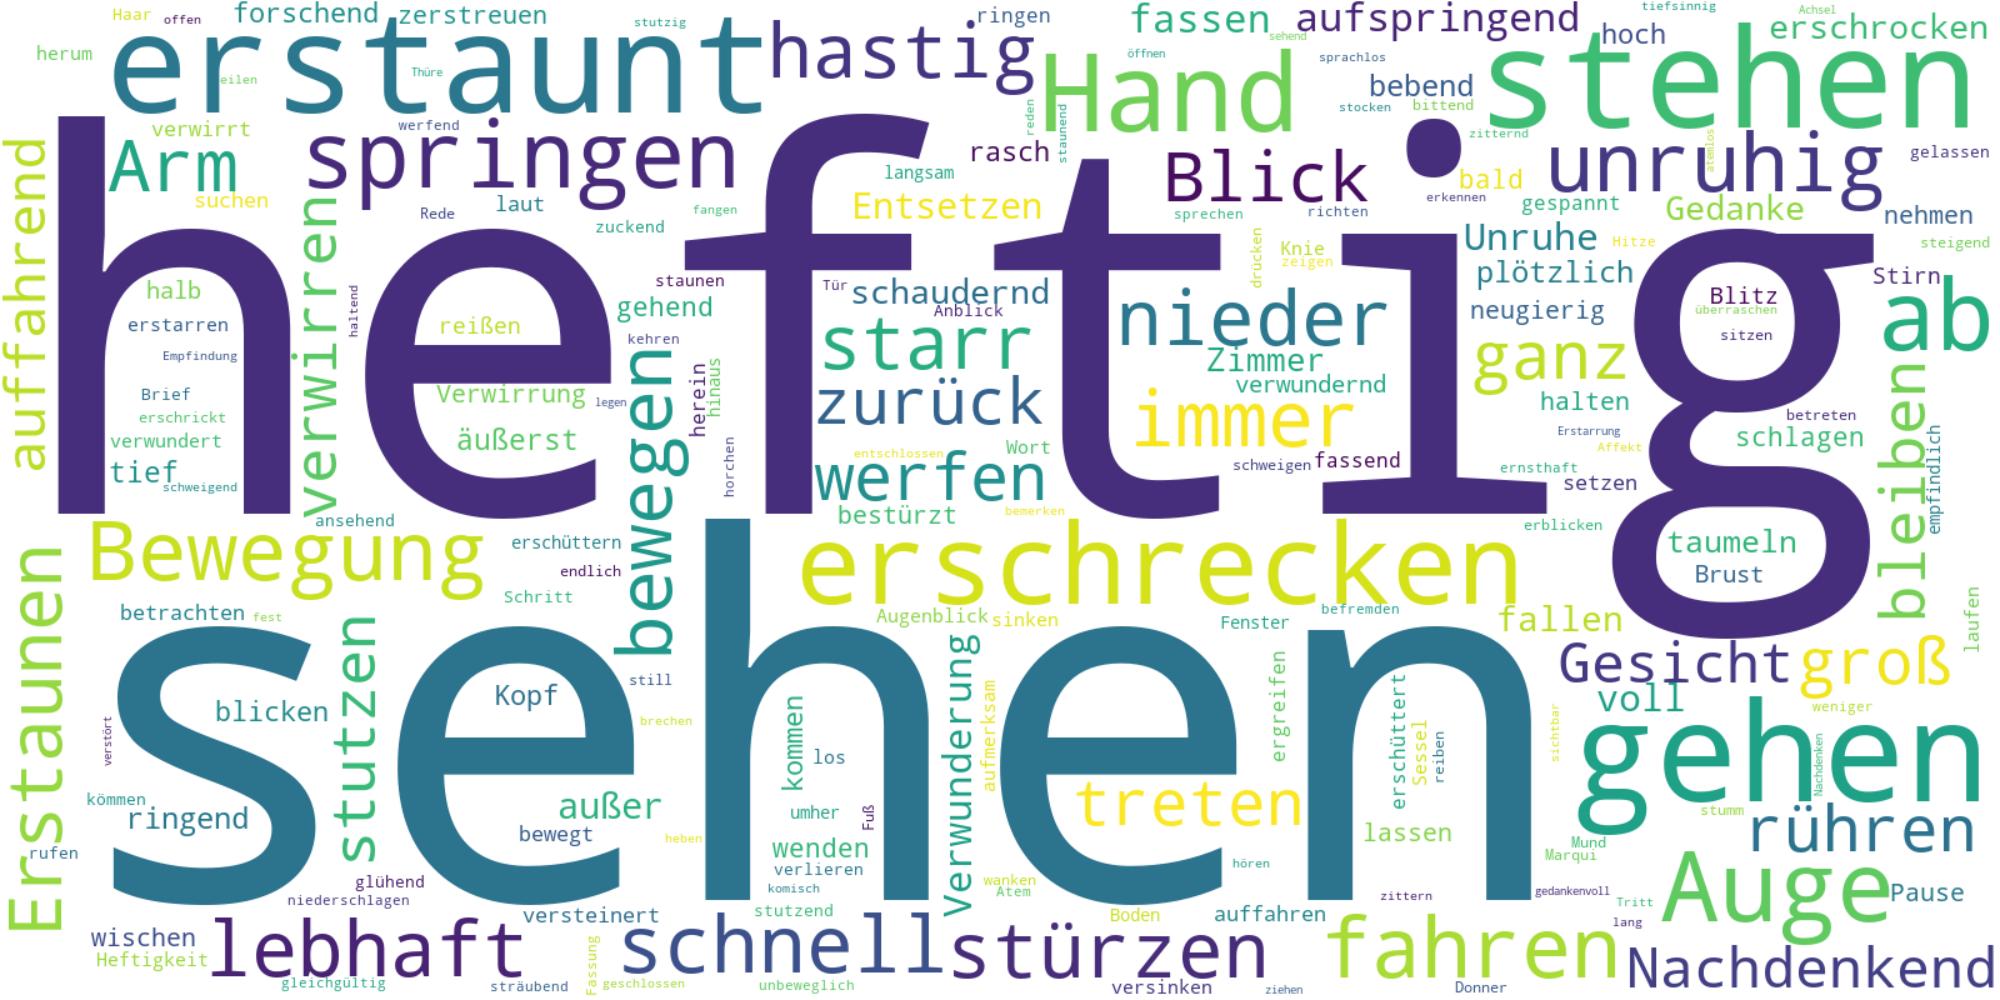 Haar
offen
forschend
zerstreuen
stutzig
ringen
fassen
aufspringend
tiefsinnig
Achsel
erschrocken
herum
erstaunt
hastig
sehend
hoch
stehen
eilen
Thüre
Hand
öffnen
sprachlos
bebend
stocken
bittend
auffahrend
verwirrt
werfend
reden
staunend
zitternd
atemlos
Arm
springen
rasch
Blick
unruhig
gelassen
suchen
langsam
bald
erkennen
heftig
verwirren
Rede
laut
fangen
Entsetzen
sprechen
richten
gespannt
Gedanke
nehmen
zuckend
drücken
Knie
zeigen
Unruhe
Hitze
steigend
halb
haltend
staunen
gehend
Tür
schaudernd
Anblick
plötzlich
Stirn
erstarren
reißen
kehren
starr
nieder
neugierig
Blitz
überraschen
sitzen
ab
Empfindung
Zimmer
verwundernd
ganz
Brief
Verwirrung
legen
bewegen
herein
hinaus
zurück
immer
halten
bleiben
erschrickt
betreten
verwundert
äußerst
horchen
entschlossen
Wort
Erstarrung
Affekt
schlagen
empfindlich
tief
schweigend
werfen
schweigen
fassend
ernsthaft
setzen
ansehend
bestürzt
bemerken
erblicken
Bewegung
erschüttern
endlich
erschrecken
taumeln
Brust
Erstaunen
betrachten
fest
Schritt
Augenblick
sinken
befremden
Fenster
fallen
laufen
sehen
stutzen
still
Verwunderung
ergreifen
Gesicht
groß
verstört
blicken
Kopf
brechen
kommen
los
aufmerksam
erschüttert
Sessel
reiben
sichtbar
voll
weniger
gehen
Nachdenken
kömmen
ringend
außer
bewegt
heben
umher
Fuß
treten
lassen
stumm
rühren
rufen
wenden
verlieren
hören
Mund
Marqui
glühend
niederschlagen
komisch
wanken
Atem
zittern
gedankenvoll
Auge
Pause
versteinert
stutzend
Boden
auffahren
Tritt
lang
wischen
Heftigkeit
lebhaft
Fassung
schnell
stürzen
fahren
Nachdenkend
gleichgültig
sträubend
geschlossen
unbeweglich
versinken
ziehen
Donner